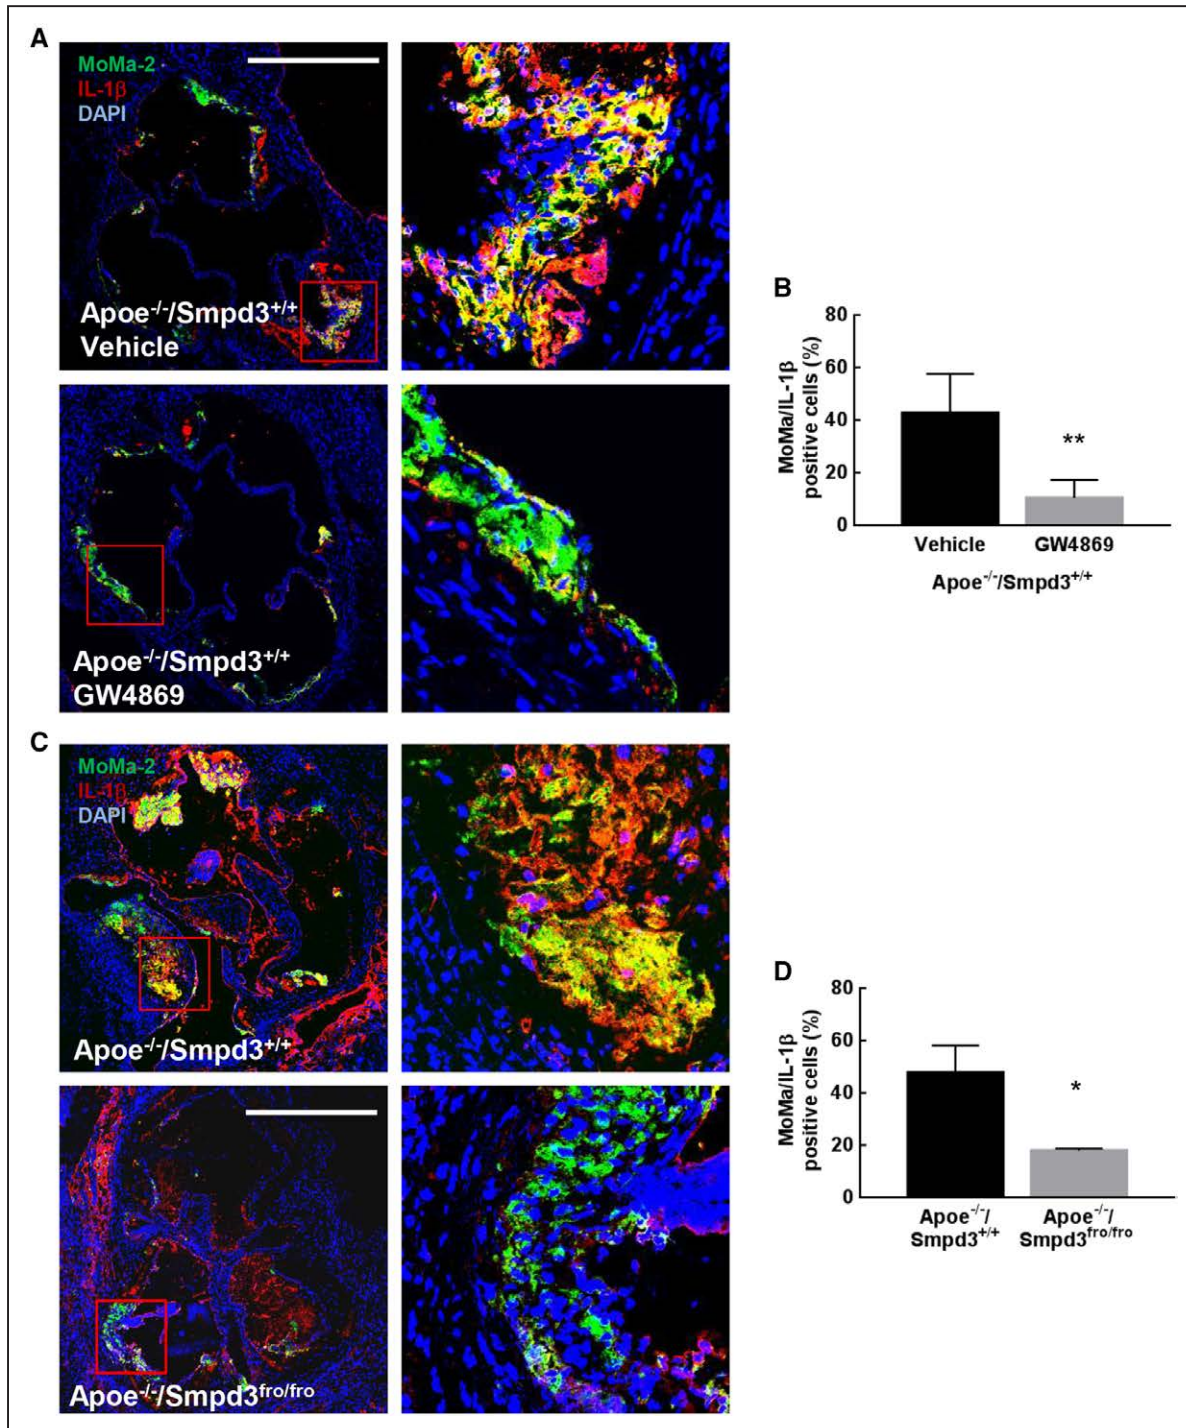 A
MoMa-2
IL-1β
DAPI
Apoe⁻/⁻/Smpd3⁺/⁺
Vehicle
Apoe⁻/⁻/Smpd3⁺/⁺
GW4869
B
MoMa/IL-1β
positive cells (%)
80
60
40
20
0
**
Vehicle GW4869
Apoe⁻/⁻/Smpd3⁺/⁺
C
MoMa-2
IL-1β
DAPI
Apoe⁻/⁻/Smpd3⁺/⁺
Apoe⁻/⁻/Smpd3ᶠʳᵒ/ᶠʳᵒ
D
MoMa/IL-1β
positive cells (%)
80
60
40
20
0
*
Apoe⁻/⁻/ Apoe⁻/⁻/
Smpd3⁺/⁺ Smpd3ᶠʳᵒ/ᶠʳᵒ